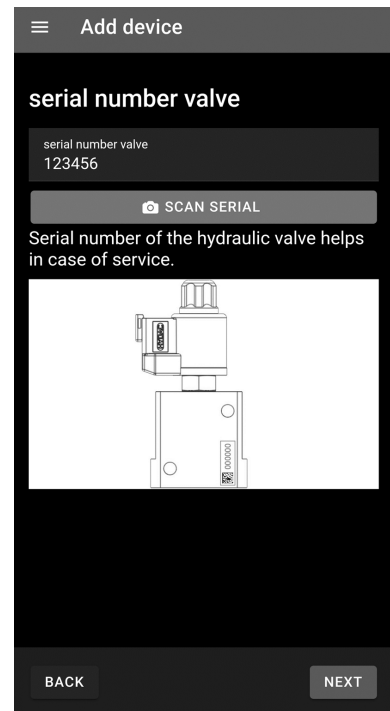 Add device
serial number valve
serial number valve
123456
SCAN SERIAL
Serial number of the hydraulic valve helps
in case of service.
000000
BACK
NEXT